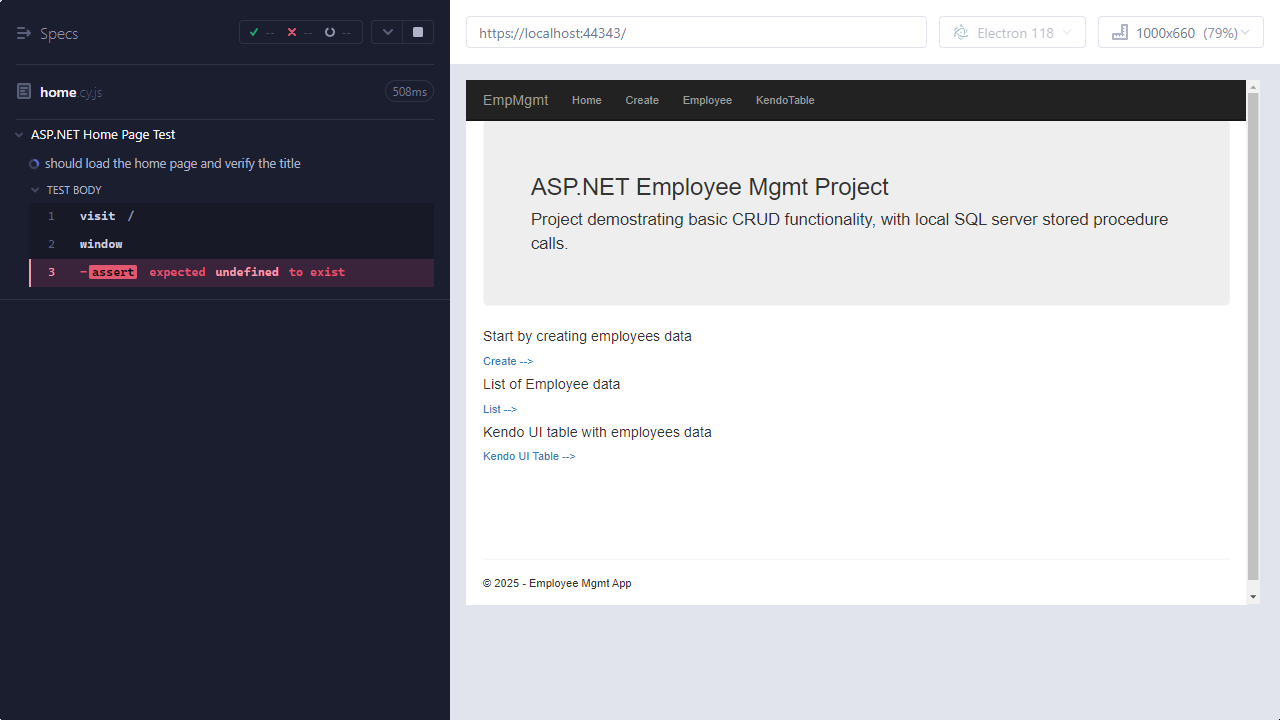 Specs
-- -- --
home.cy.js
508ms
ASP.NET Home Page Test
should load the home page and verify the title
TEST BODY
1 visit /
2 window
3 -assert expected undefined to exist
https://localhost:44343/
Electron 118
1000x660 (79%)
EmpMgmt Home Create Employee KendoTable
ASP.NET Employee Mgmt Project
Project demostrating basic CRUD functionality, with local SQL server stored procedure
calls.
Start by creating employees data
Create -->
List of Employee data
List -->
Kendo UI table with employees data
Kendo UI Table -->
© 2025 - Employee Mgmt App